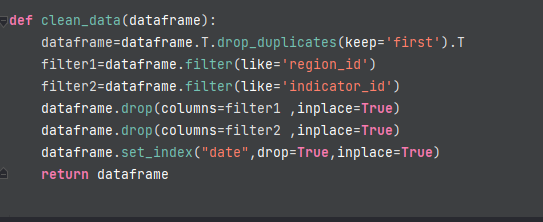 def clean_data(dataframe):
    dataframe=dataframe.T.drop_duplicates(keep='first').T
    filter1=dataframe.filter(like='region_id')
    filter2=dataframe.filter(like='indicator_id')
    dataframe.drop(columns=filter1 ,inplace=True)
    dataframe.drop(columns=filter2 ,inplace=True)
    dataframe.set_index("date",drop=True,inplace=True)
    return dataframe